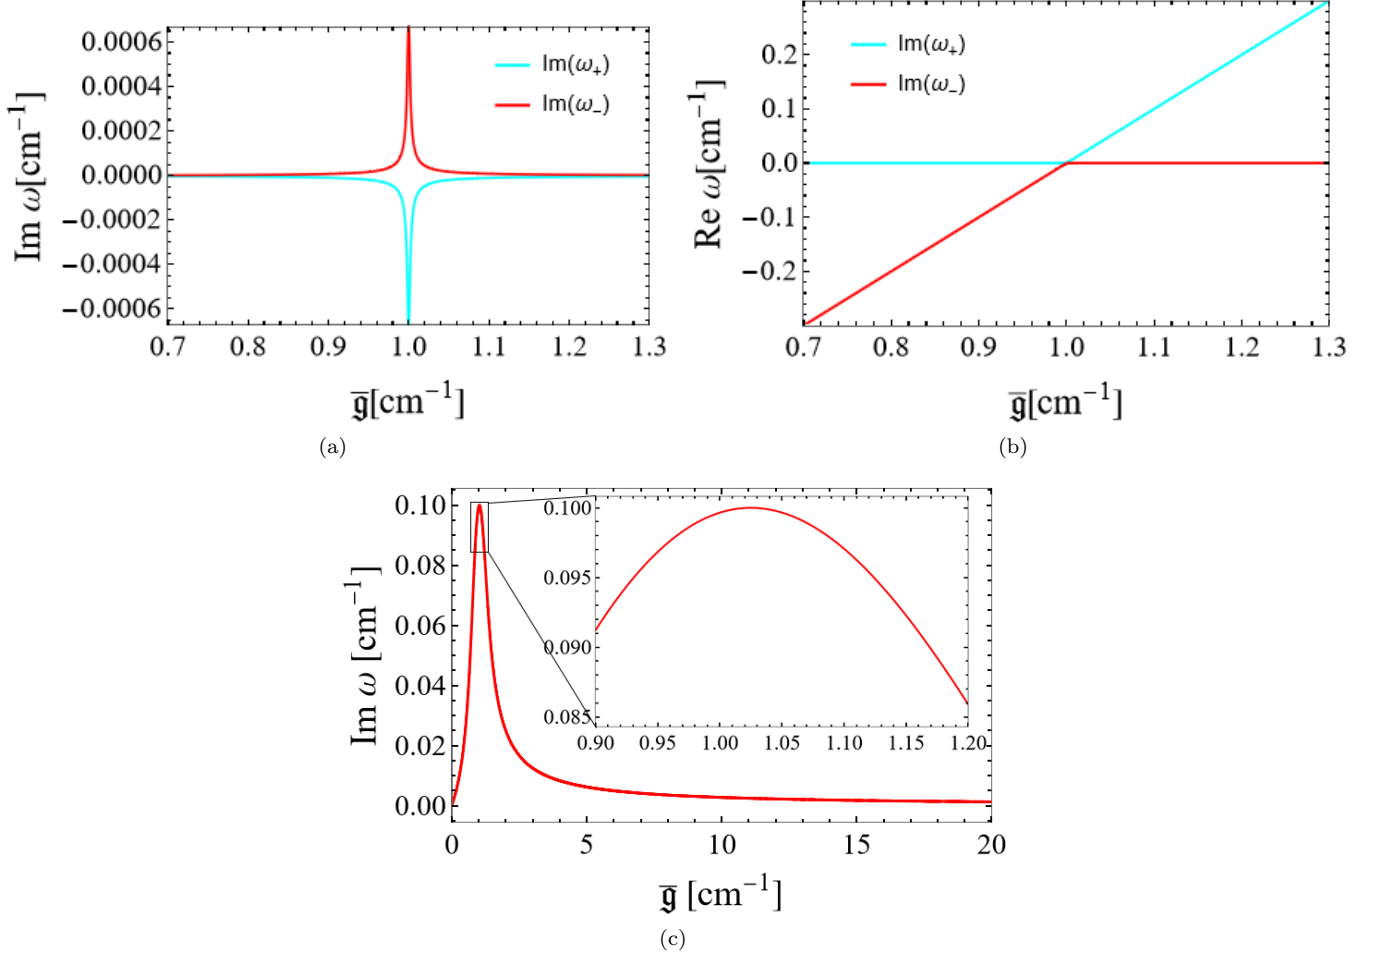 Im ω[cm⁻¹]
0.0006
0.0004
0.0002
0.0000
−0.0002
−0.0004
−0.0006
Im(ω₊)
Im(ω₋)
0.7 0.8 0.9 1.0 1.1 1.2 1.3
𝔤̅[cm⁻¹]
(a)
Re ω[cm⁻¹]
0.2
0.1
0.0
−0.1
−0.2
Im(ω₊)
Im(ω₋)
0.7 0.8 0.9 1.0 1.1 1.2 1.3
𝔤̅[cm⁻¹]
(b)
Im ω [cm⁻¹]
0.10
0.08
0.06
0.04
0.02
0.00
0.100
0.095
0.090
0.085
0.90 0.95 1.00 1.05 1.10 1.15 1.20
0 5 10 15 20
𝔤̅ [cm⁻¹]
(c)